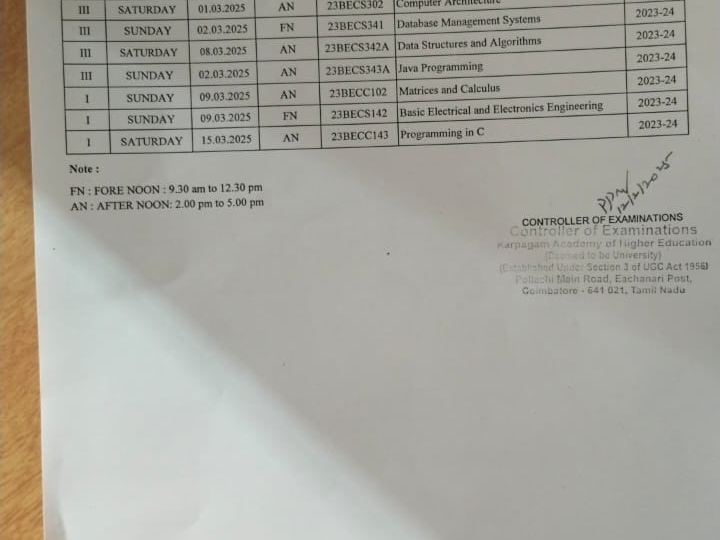 III SATURDAY 01.03.2025 AN 23BECS302 Computer Architecture
III SUNDAY 02.03.2025 FN 23BECS341 Database Management Systems 2023-24
III SATURDAY 08.03.2025 AN 23BECS342A Data Structures and Algorithms 2023-24
III SUNDAY 02.03.2025 AN 23BECS343A Java Programming 2023-24
I SUNDAY 09.03.2025 AN 23BECC102 Matrices and Calculus 2023-24
I SUNDAY 09.03.2025 FN 23BECS142 Basic Electrical and Electronics Engineering 2023-24
I SATURDAY 15.03.2025 AN 23BECC143 Programming in C 2023-24
Note :
FN : FORE NOON : 9.30 am to 12.30 pm
AN : AFTER NOON: 2.00 pm to 5.00 pm
12/2/2025
CONTROLLER OF EXAMINATIONS
Controller of Examinations
Karpagam Academy of Higher Education
(Deemed to be University)
(Established Under Section 3 of UGC Act 1956)
Pollachi Main Road, Eachanari Post,
Coimbatore - 641 021, Tamil Nadu